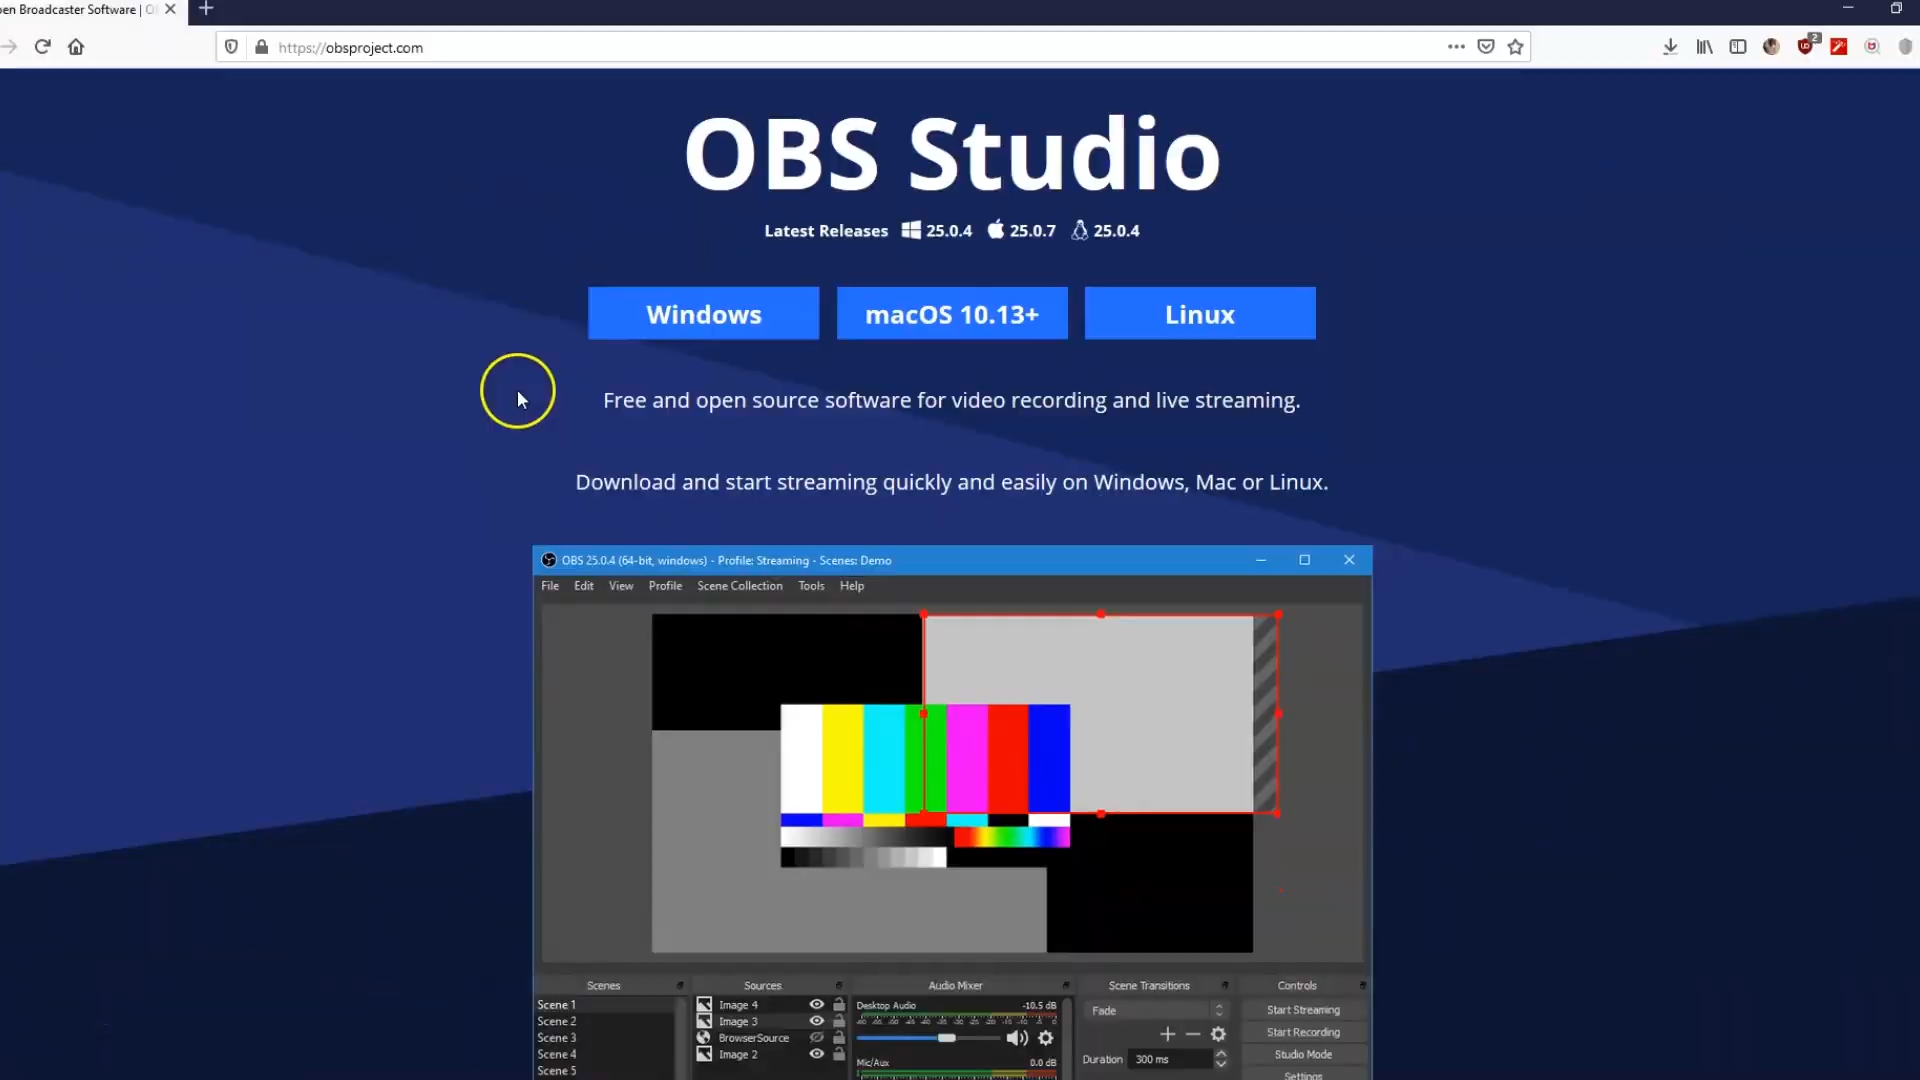 en Broadcaster Software | O
https://obsproject.com
2
OBS Studio
Latest Releases 25.0.4 25.0.7 25.0.4
Windows macOS 10.13+ Linux
Free and open source software for video recording and live streaming.
Download and start streaming quickly and easily on Windows, Mac or Linux.
OBS 25.0.4 (64-bit, windows) - Profile: Streaming - Scenes: Demo
File Edit View Profile Scene Collection Tools Help
Scenes Sources Audio Mixer Scene Transitions Controls
Scene 1
Scene 2
Scene 3
Scene 4
Scene 5
Image 4
Image 3
BrowserSource
Image 2
Desktop Audio -10.5 dB
Mic/Aux 0.0 dB
Fade
Duration 300 ms
Start Streaming
Start Recording
Studio Mode
Settings